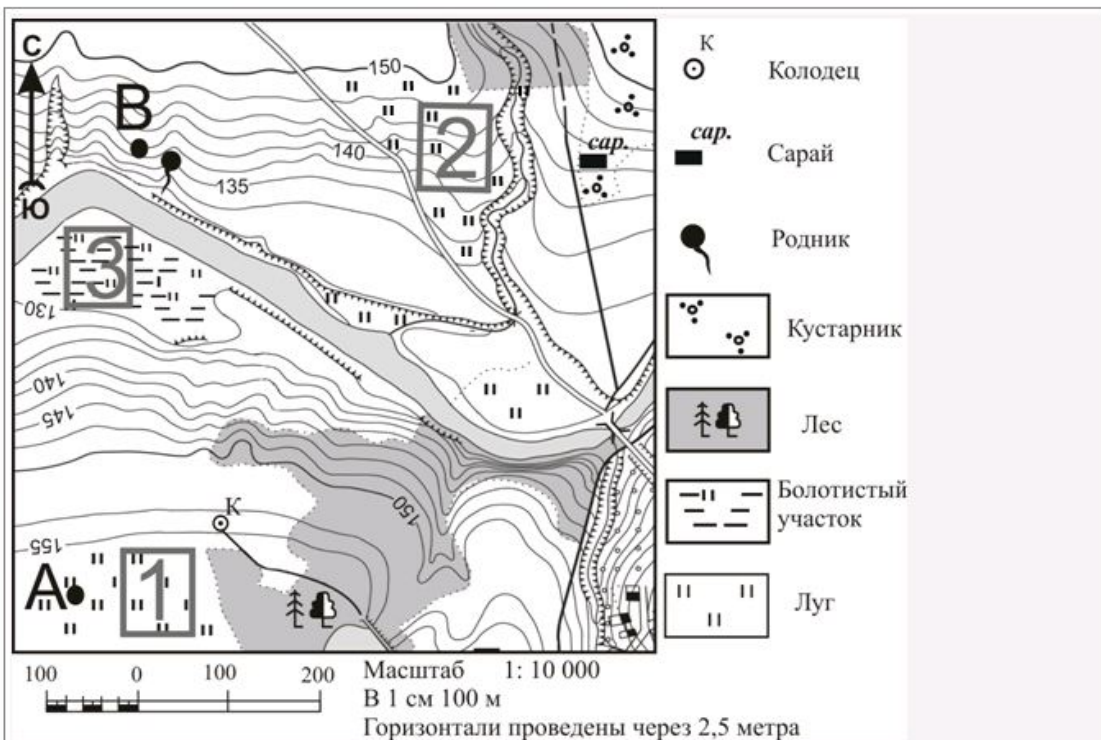 С
Ю
В
150
140
135
2
сар.
3
130
140
145
150
155
К
А
1
К
Колодец
сар.
Сарай
Родник
Кустарник
Лес
Болотистый
участок
Луг
100 0 100 200
Масштаб 1: 10 000
В 1 см 100 м
Горизонтали проведены через 2,5 метра